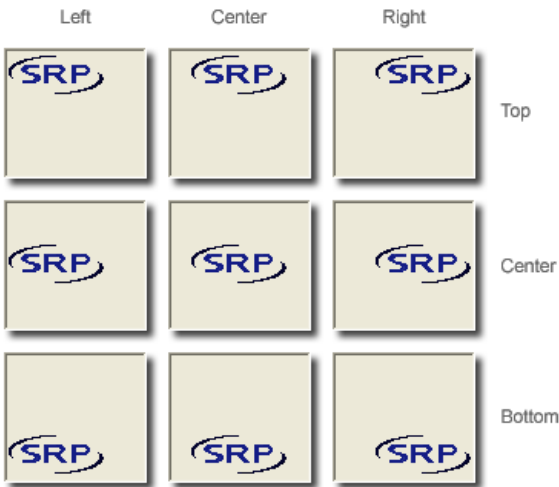 Left Center Right
SRP SRP SRP
Top
SRP SRP SRP
Center
SRP SRP SRP
Bottom